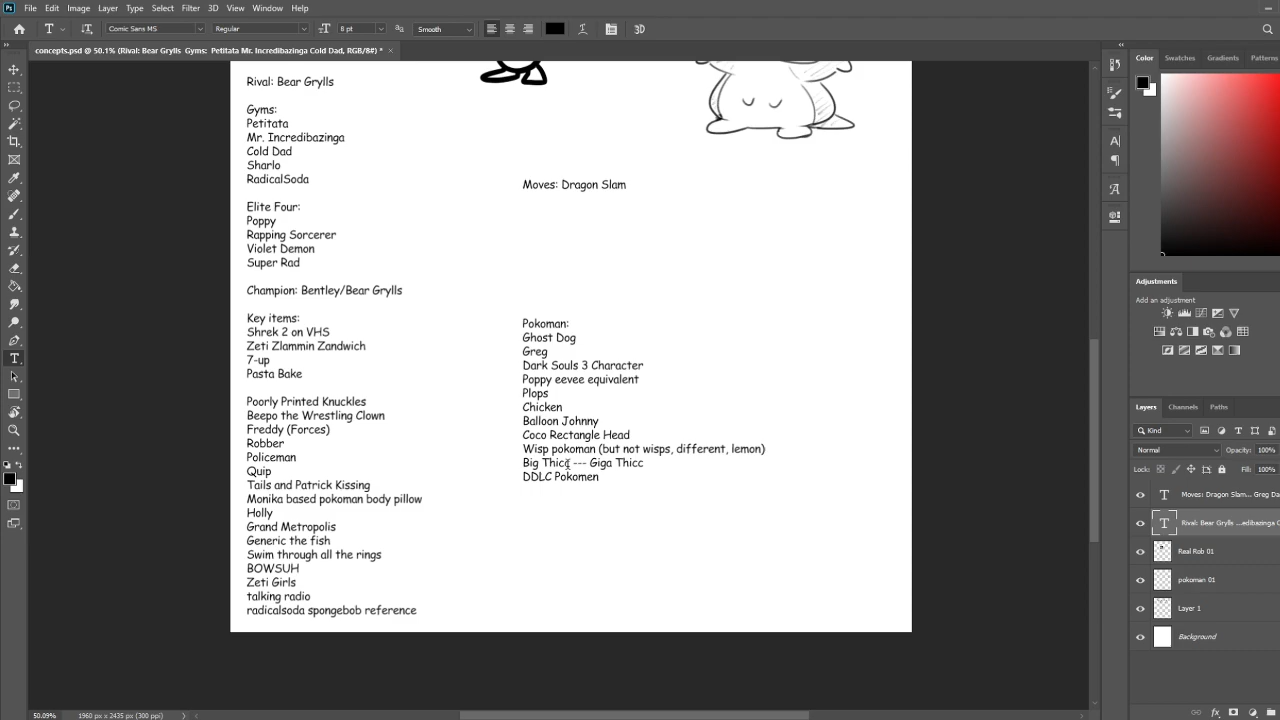 File Edit Image Layer Type Select Filter 3D View Window Help
Comic Sans MS Regular 8 pt Smooth 3D
concepts.psd @ 50.1% (Rival: Bear Grylls Gyms: Petitata Mr. Incredibazinga Cold Dad, RGB/8#) *
Rival: Bear Grylls
Gyms:
Petitata
Mr. Incredibazinga
Cold Dad
Sharlo
RadicalSoda
Elite Four:
Poppy
Rapping Sorcerer
Violet Demon
Super Rad
Champion: Bentley/Bear Grylls
Key items:
Shrek 2 on VHS
Zeti Zlammin Zandwich
7-up
Pasta Bake
Poorly Printed Knuckles
Beepo the Wrestling Clown
Freddy (Forces)
Robber
Policeman
Quip
Tails and Patrick Kissing
Monika based pokoman body pillow
Holly
Grand Metropolis
Generic the fish
Swim through all the rings
BOWSUH
Zeti Girls
talking radio
radicalsoda spongebob reference
Moves: Dragon Slam
Pokoman:
Ghost Dog
Greg
Dark Souls 3 Character
Poppy eevee equivalent
Plops
Chicken
Balloon Johnny
Coco Rectangle Head
Wisp pokoman (but not wisps, different, lemon)
Big Thicc --- Giga Thicc
DDLC Pokomen
Color Swatches Gradients Patterns
Adjustments
Add an adjustment
Layers Channels Paths
Kind
Normal Opacity: 100%
Lock: Fill: 100%
Moves: Dragon Slam... Greg Da
Rival: Bear Grylls ...edibazinga C
Real Rob 01
pokoman 01
Layer 1
Background
50.09% 1960 px x 2435 px (300 ppi)